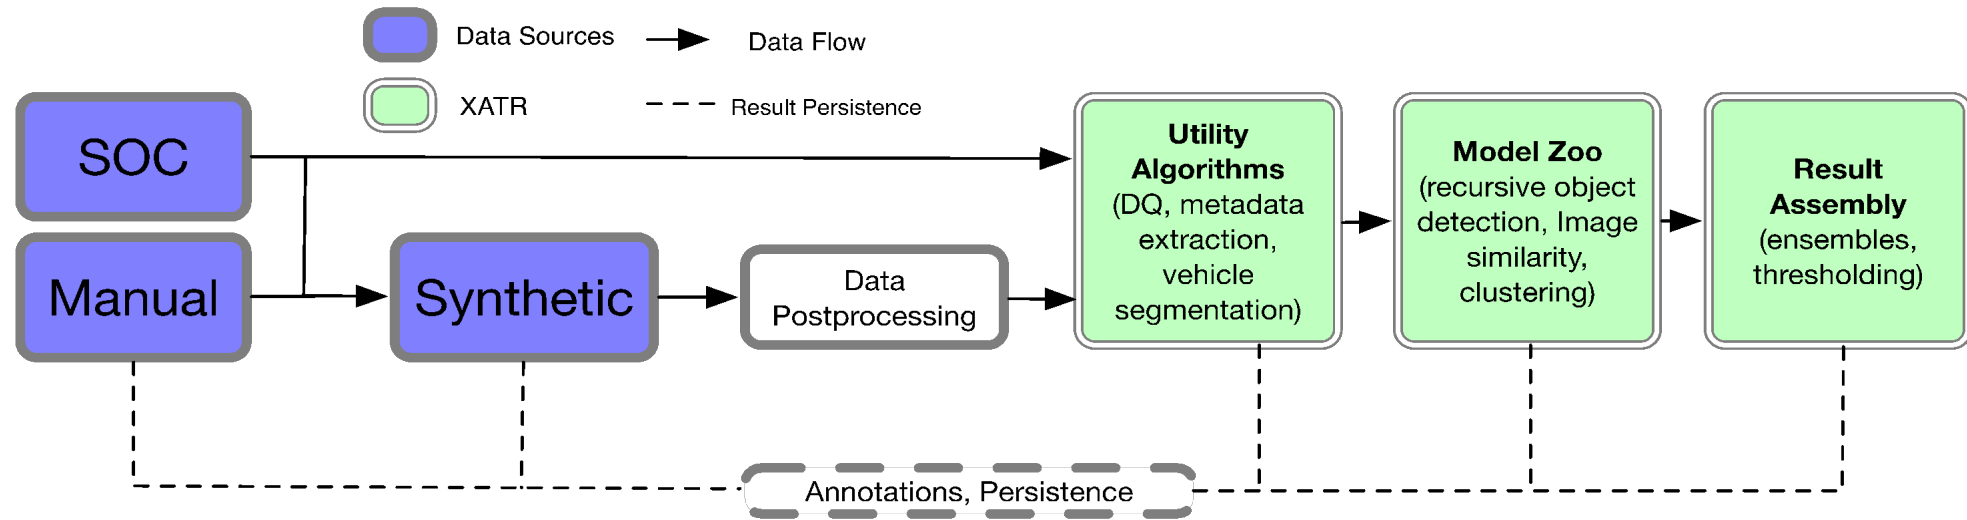 Data Sources
Data Flow
XATR
Result Persistence
SOC
Manual
Synthetic
Data
Postprocessing
Utility
Algorithms
(DQ, metadata
extraction,
vehicle
segmentation)
Model Zoo
(recursive object
detection, Image
similarity,
clustering)
Result
Assembly
(ensembles,
thresholding)
Annotations, Persistence